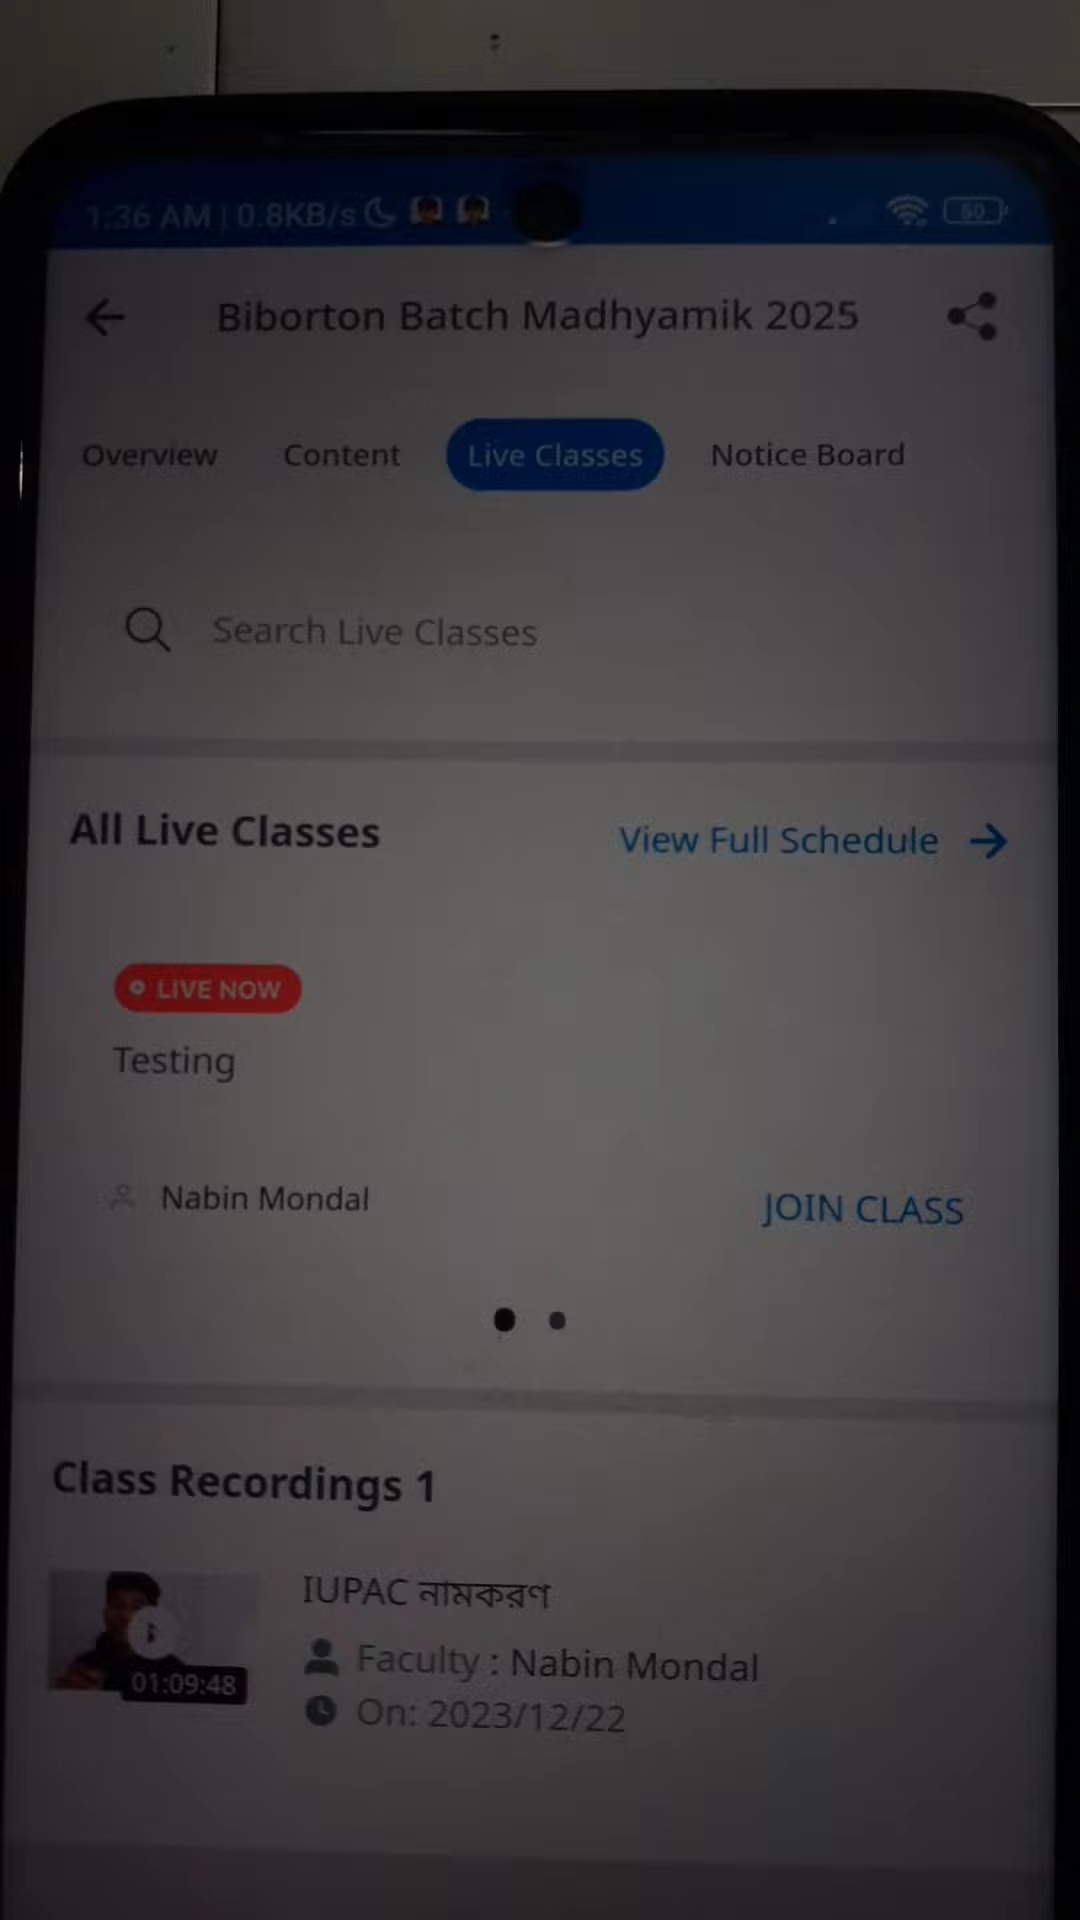 1:36 AM | 0.8KB/s
50
Biborton Batch Madhyamik 2025
Overview Content Live Classes Notice Board
Search Live Classes
All Live Classes View Full Schedule
LIVE NOW
Testing
Nabin Mondal JOIN CLASS
Class Recordings 1
IUPAC নামকরণ
01:09:48
Faculty : Nabin Mondal
On: 2023/12/22